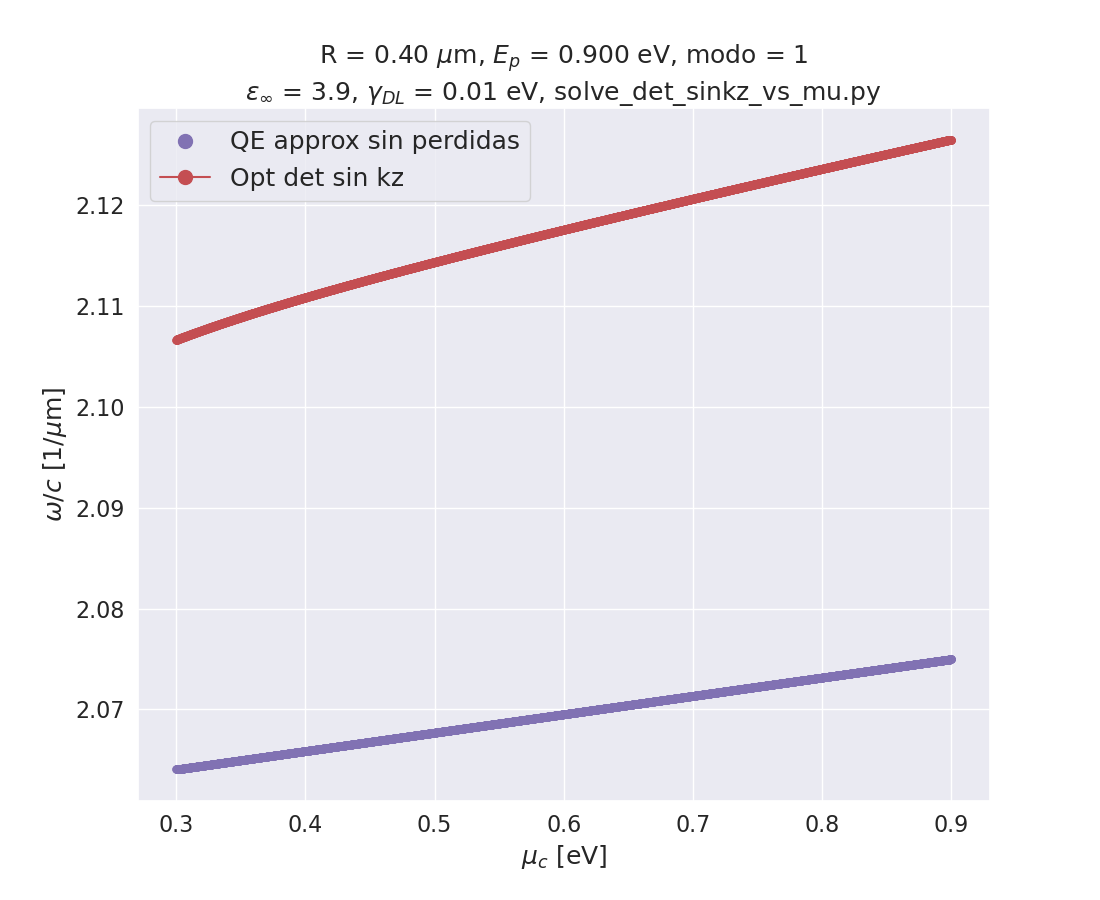 R = 0.40 μm, $E_p$ = 0.900 eV, modo = 1
$ε_∞$ = 3.9, $γ_{DL}$ = 0.01 eV, solve_det_sinkz_vs_mu.py
QE approx sin perdidas
Opt det sin kz
2.12
2.11
2.10
2.09
2.08
2.07
ω/c [1/μm]
0.3 0.4 0.5 0.6 0.7 0.8 0.9
$μ_c$ [eV]